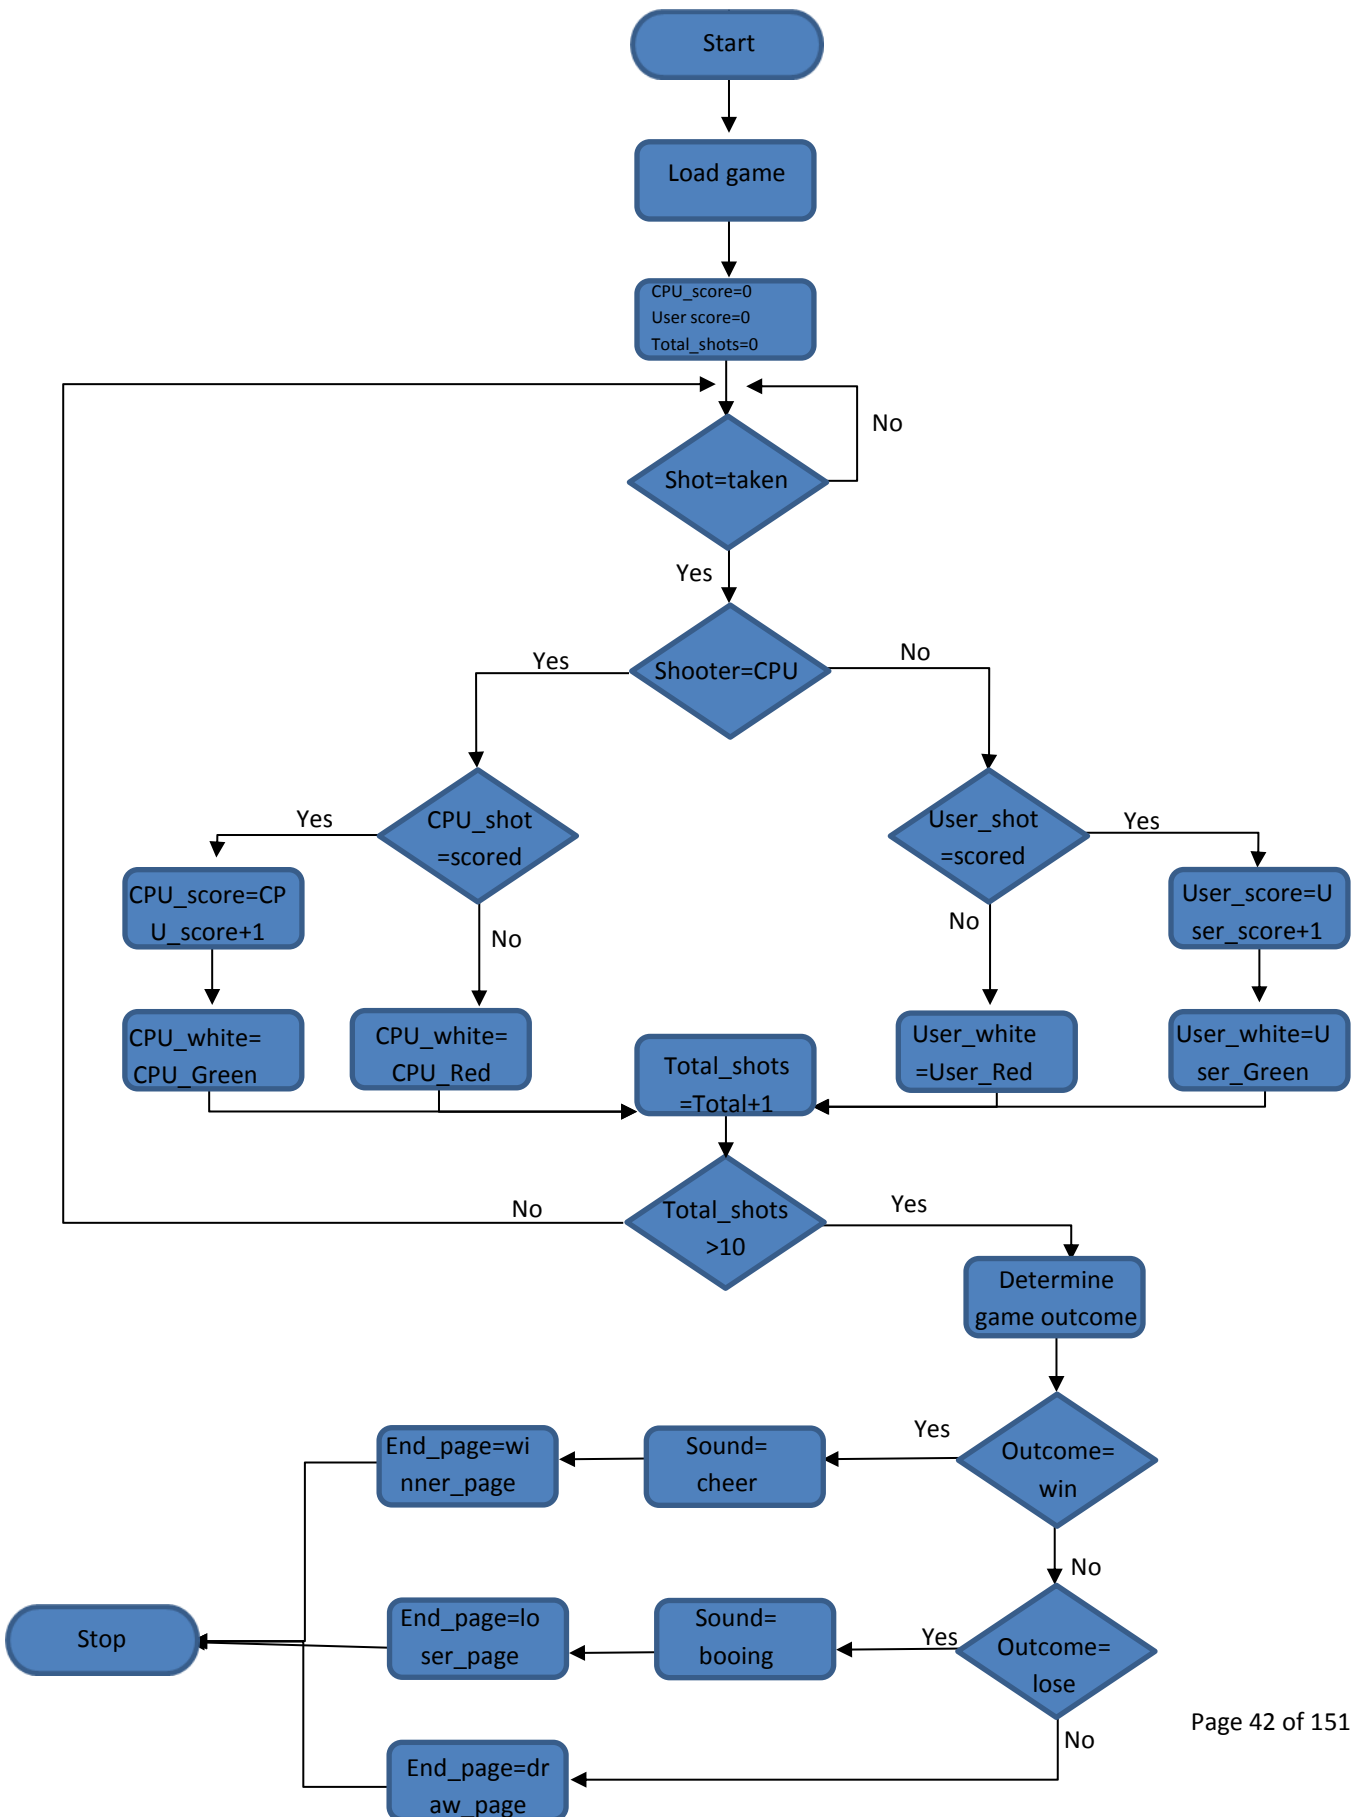 Start
Load game
CPU_score=0
User score=0
Total_shots=0
No
Shot=taken
Yes
Shooter=CPU
Yes
No
CPU_shot
=scored
Yes
User_shot
=scored
Yes
CPU_score=CP
U_score+1
No
No
User_score=U
ser_score+1
CPU_white=
CPU_Green
CPU_white=
CPU_Red
Total_shots
=Total+1
User_white
=User_Red
User_white=U
ser_Green
No
Total_shots
>10
Yes
Determine
game outcome
End_page=wi
nner_page
Sound=
cheer
Yes
Outcome=
win
No
Stop
End_page=lo
ser_page
Sound=
booing
Yes
Outcome=
lose
No
End_page=dr
aw_page
Page 42 of 151